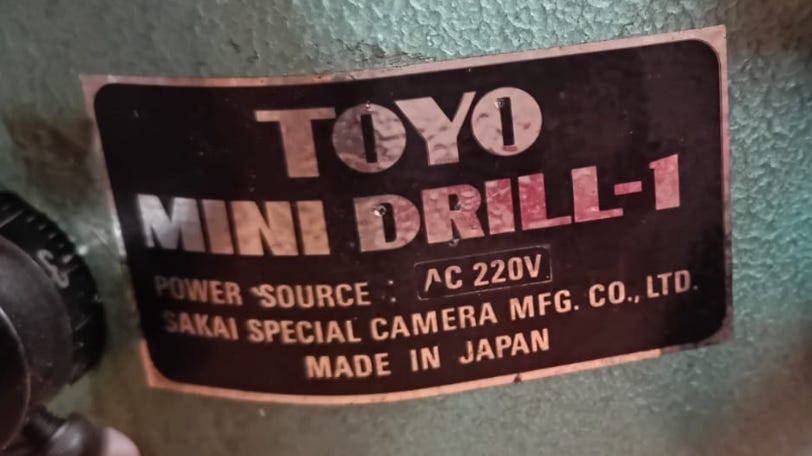 TOYO
MINI DRILL-1
POWER SOURCE : AC 220V
SAKAI SPECIAL CAMERA MFG. CO., LTD.
MADE IN JAPAN